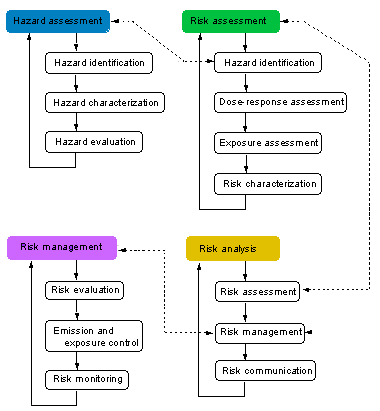 Hazard assessment
Hazard identification
Hazard characterization
Hazard evaluation
Risk assessment
Hazard identification
Dose-response assessment
Exposure assessment
Risk characterization
Risk management
Risk evaluation
Emission and
exposure control
Risk monitoring
Risk analysis
Risk assessment
Risk management
Risk communication